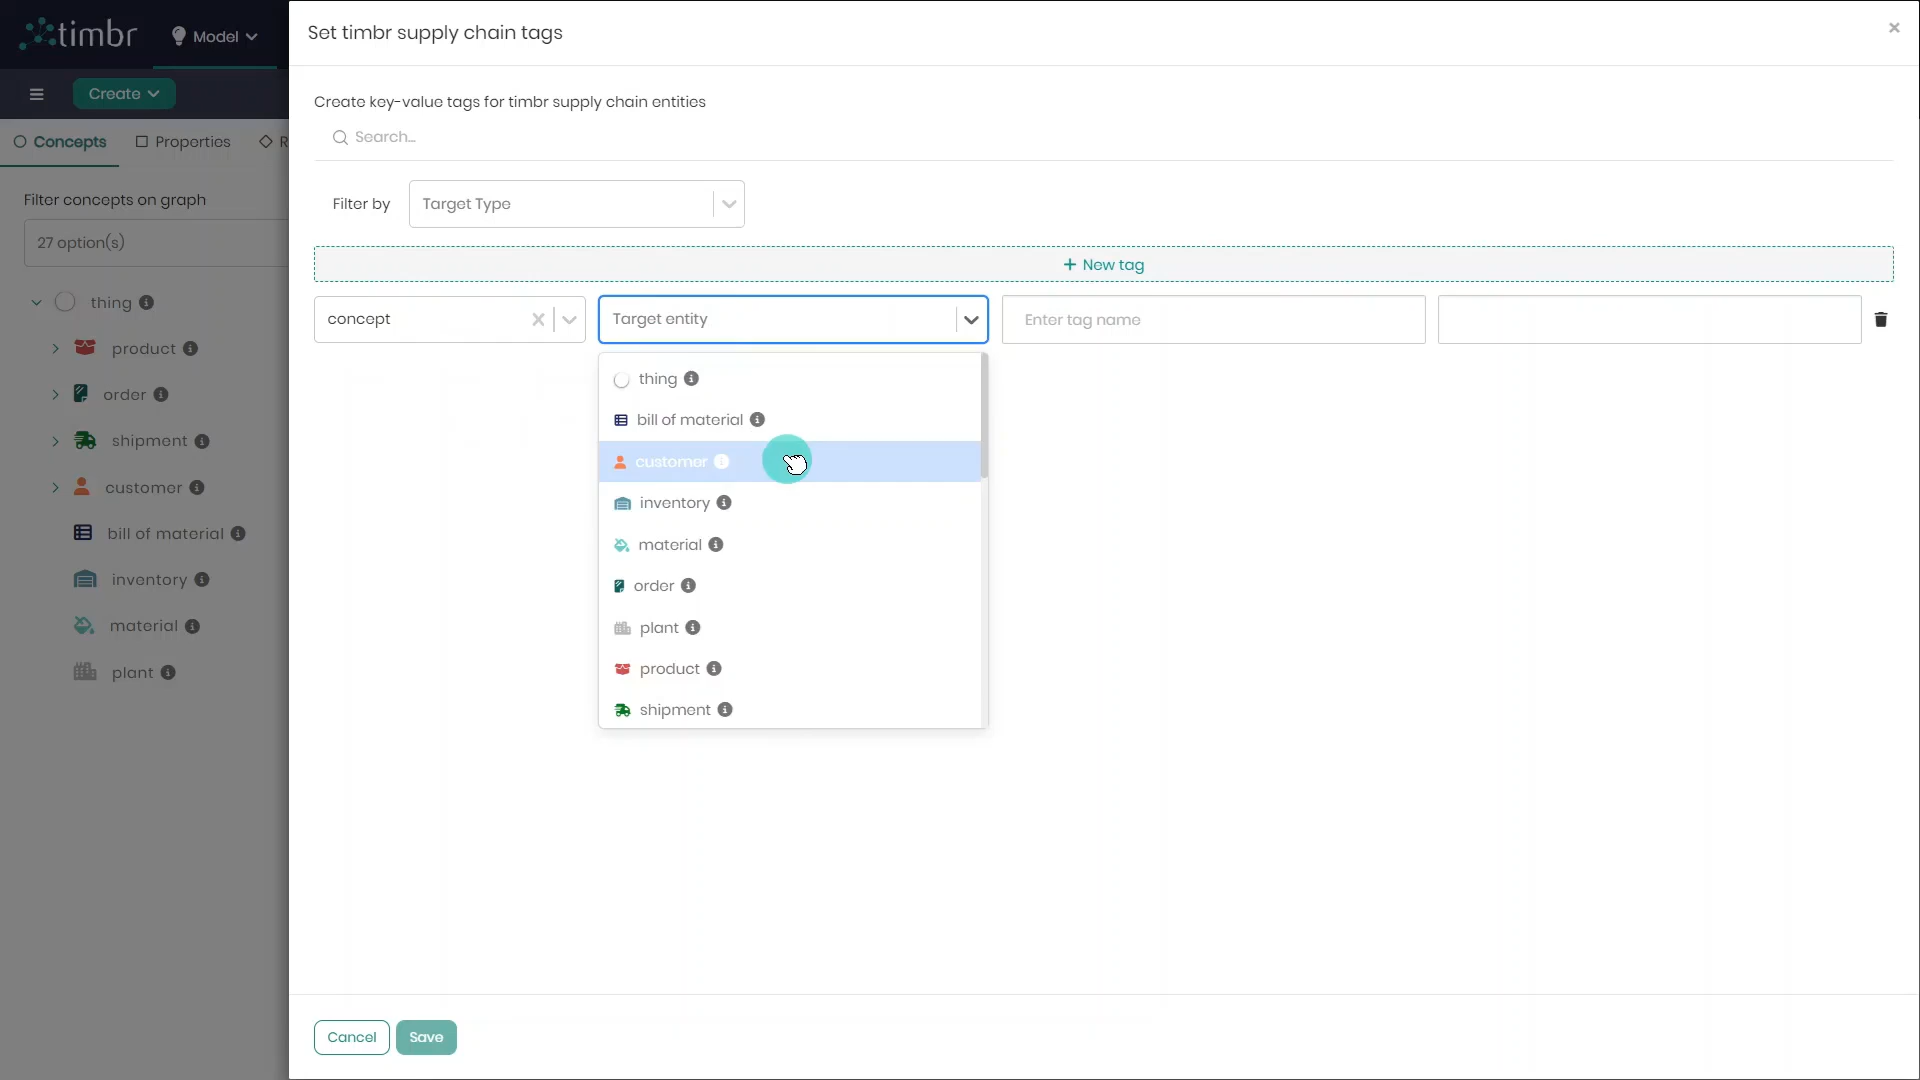 timbr
Model
Set timbr supply chain tags
Create
Create key-value tags for timbr supply chain entities
Search...
Concepts
Properties
R
Filter concepts on graph
27 option(s)
Filter by
Target Type
+ New tag
concept
Target entity
Enter tag name
thing
product
order
shipment
customer
bill of material
inventory
material
plant
thing
bill of material
customer
inventory
material
order
plant
product
shipment
Cancel
Save